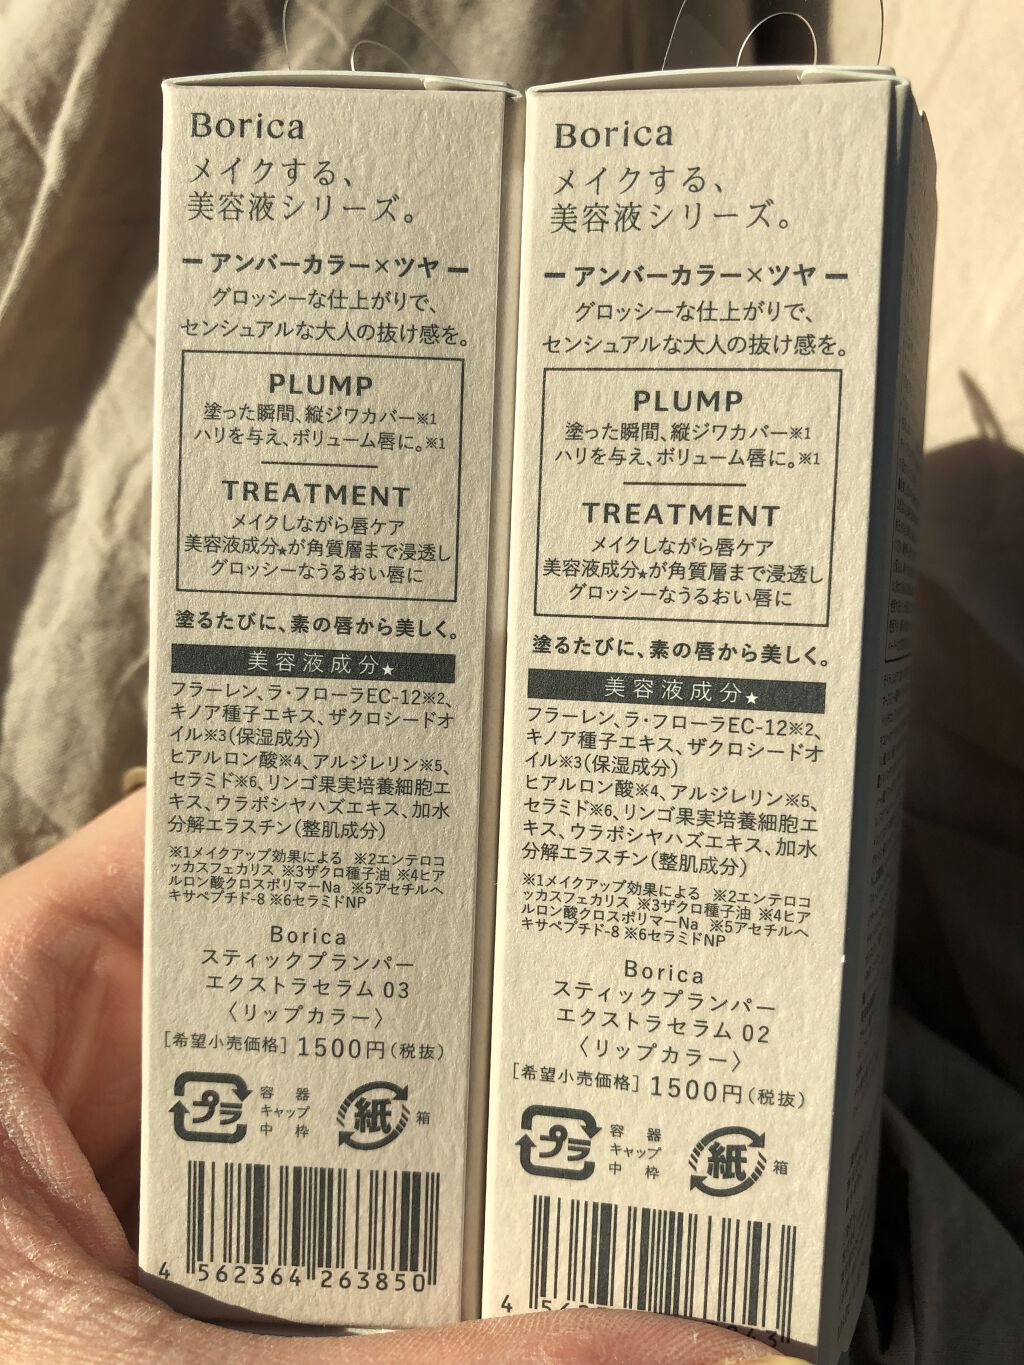 Borica
メイクする、
美容液シリーズ。
ーアンバーカラー×ツヤー
グロッシーな仕上がりで、
センシュアルな大人の抜け感を。
PLUMP
塗った瞬間、縦ジワカバー※1
ハリを与え、ボリューム唇に。※1
TREATMENT
メイクしながら唇ケア
美容液成分★が角質層まで浸透し
グロッシーなうるおい唇に
塗るたびに、素の唇から美しく。
美容液成分★
フラーレン、ラ・フローラEC-12※2、
キノア種子エキス、ザクロシードオ
イル※3(保湿成分)
ヒアルロン酸※4、アルジレリン※5、
セラミド※6、リンゴ果実培養細胞エ
キス、ウラボシヤハズエキス、加水
分解エラスチン(整肌成分)
※1メイクアップ効果による ※2エンテロコ
ッカスフェカリス ※3ザクロ種子油 ※4ヒア
ルロン酸クロスポリマーNa ※5アセチルヘ
キサペプチド-8 ※6セラミドNP
Borica
スティックプランパー
エクストラセラム 03
〈リップカラー〉
[希望小売価格] 1500円(税抜)
プラ
容器
キャップ
中枠
紙
箱
4 562364 263850
Borica
メイクする、
美容液シリーズ。
ーアンバーカラー×ツヤー
グロッシーな仕上がりで、
センシュアルな大人の抜け感を。
PLUMP
塗った瞬間、縦ジワカバー※1
ハリを与え、ボリューム唇に。※1
TREATMENT
メイクしながら唇ケア
美容液成分★が角質層まで浸透し
グロッシーなうるおい唇に
塗るたびに、素の唇から美しく。
美容液成分★
フラーレン、ラ・フローラEC-12※2、
キノア種子エキス、ザクロシードオ
イル※3(保湿成分)
ヒアルロン酸※4、アルジレリン※5、
セラミド※6、リンゴ果実培養細胞エ
キス、ウラボシヤハズエキス、加水
分解エラスチン(整肌成分)
※1メイクアップ効果による ※2エンテロコ
ッカスフェカリス ※3ザクロ種子油 ※4ヒア
ルロン酸クロスポリマーNa ※5アセチルヘ
キサペプチド-8 ※6セラミドNP
Borica
スティックプランパー
エクストラセラム 02
〈リップカラー〉
[希望小売価格] 1500円(税抜)
プラ
容器
キャップ
中枠
紙
箱
4